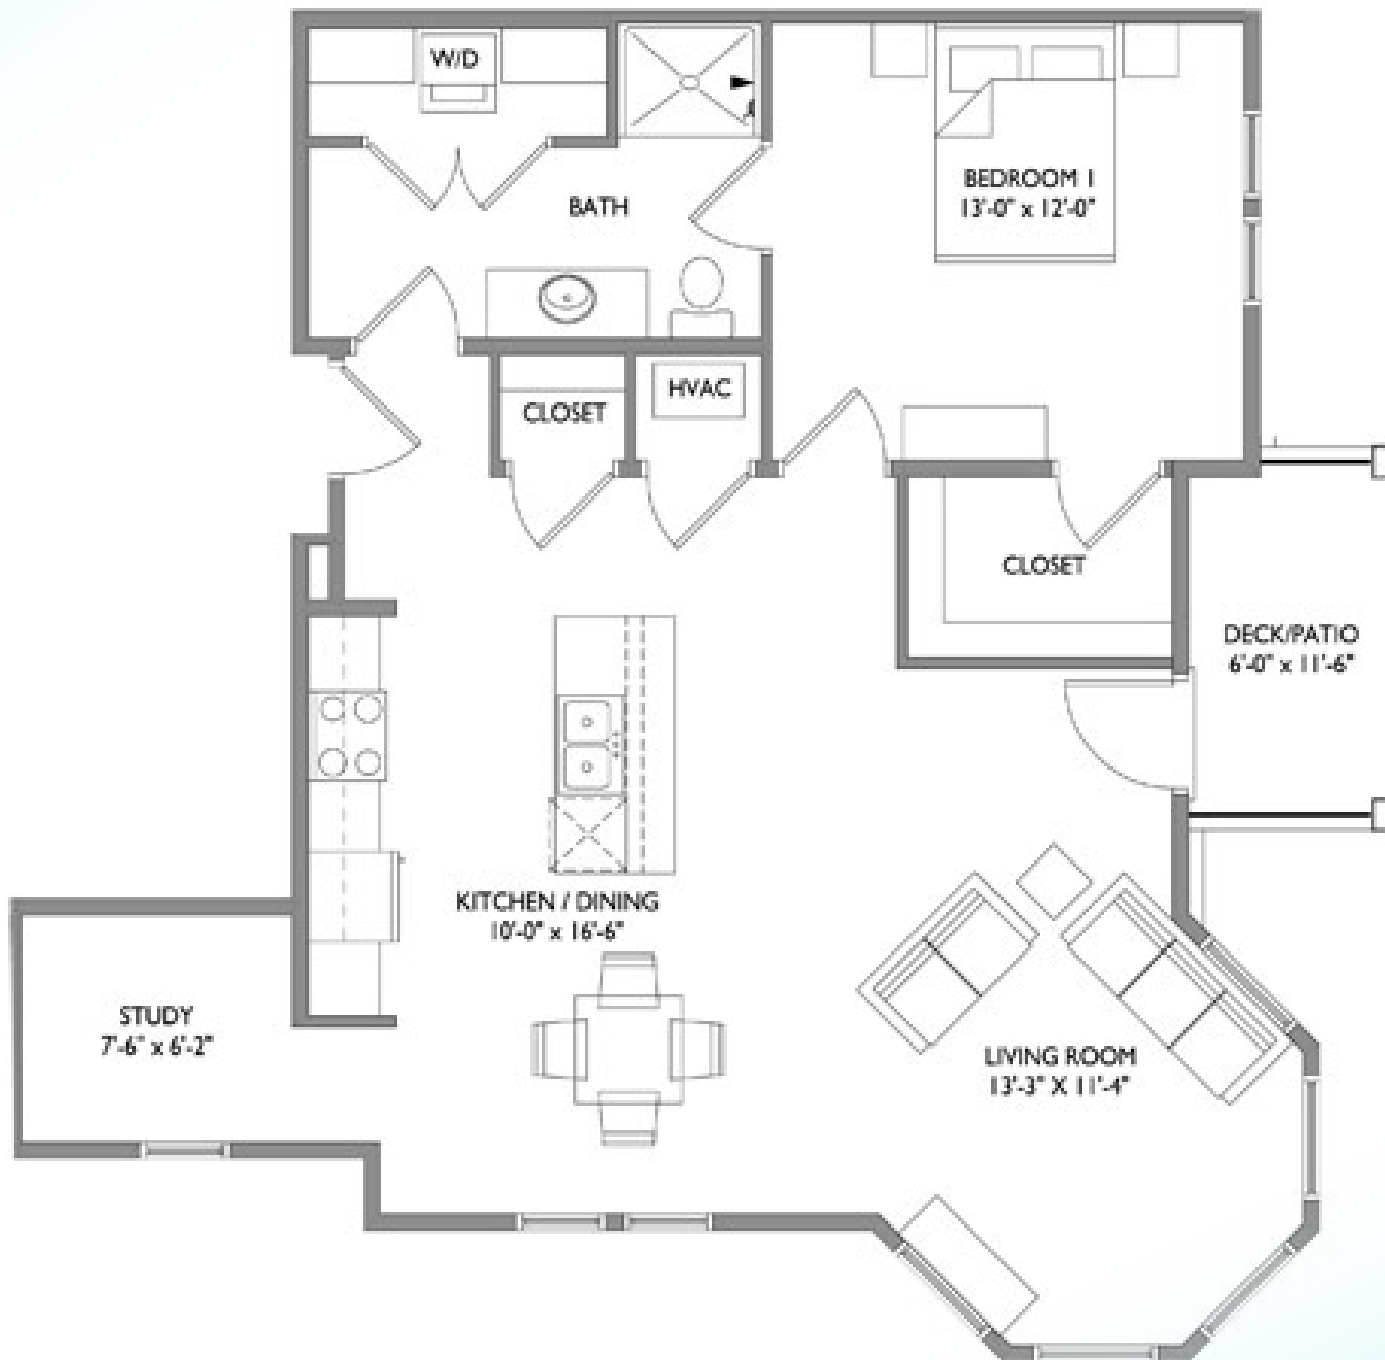 W/D
BATH
BEDROOM 1
13'-0" x 12'-0"
CLOSET
HVAC
CLOSET
DECK/PATIO
6'-0" x 11'-6"
KITCHEN / DINING
10'-0" x 16'-6"
STUDY
7'-6" x 6'-2"
LIVING ROOM
13'-3" X 11'-4"